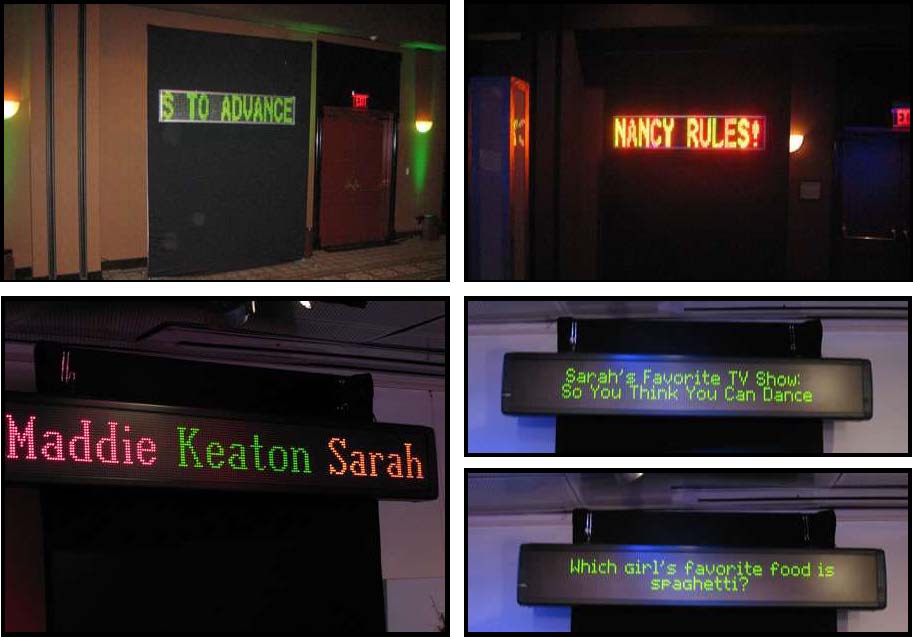 S TO ADVANCE
EXIT
NANCY RULES!
EX
Maddie Keaton Sarah
Sarah's Favorite TV Show:
So You Think You Can Dance
Which girl's favorite food is
spaghetti?